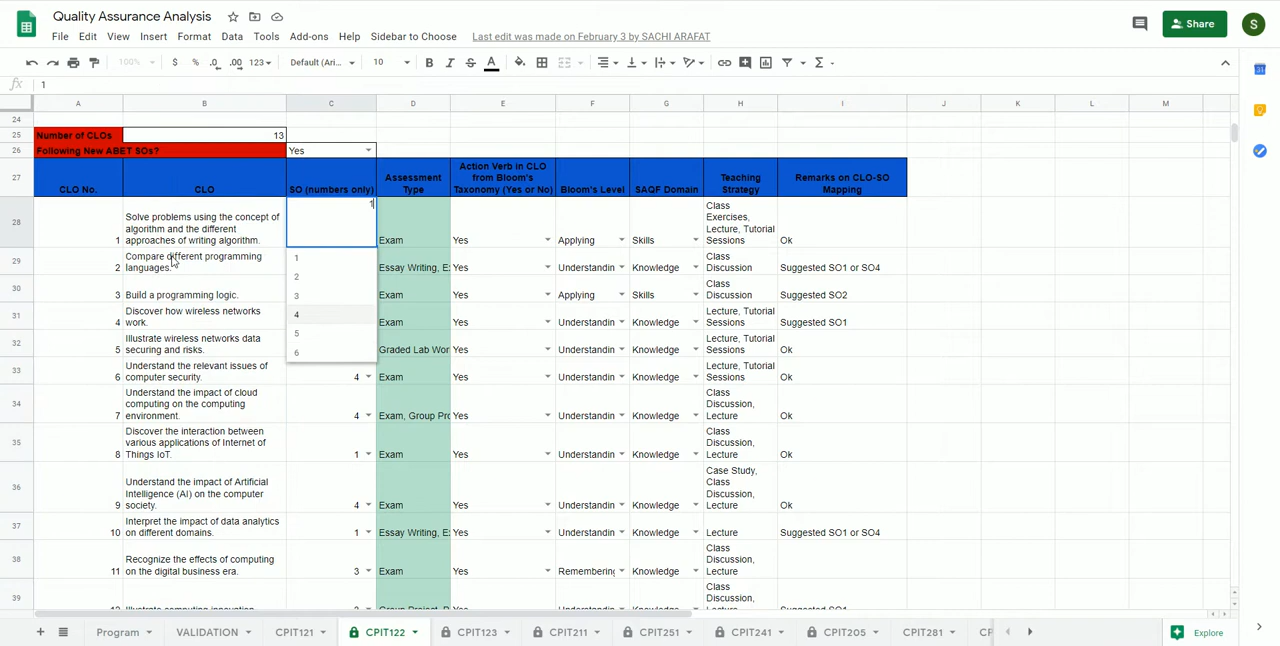 Quality Assurance Analysis
Share
S
File Edit View Insert Format Data Tools Add-ons Help Sidebar to Choose Last edit was made on February 3 by SACHI ARAFAT
100% $ % .0 .00 123 Default (Ari... 10 B I S A
fx 1
A B C D E F G H I J K L M
24
25 Number of CLOs 13
26 Following New ABET SOs? Yes
27 CLO No. CLO SO (numbers only) Assessment Type Action Verb in CLO from Bloom's Taxonomy (Yes or No) Bloom's Level SAQF Domain Teaching Strategy Remarks on CLO-SO Mapping
28 1 Solve problems using the concept of algorithm and the different approaches of writing algorithm. 1 Exam Yes Applying Skills Class Exercises, Lecture, Tutorial Sessions Ok
29 2 Compare different programming languages. Essay Writing, E Yes Understandin Knowledge Class Discussion Suggested SO1 or SO4
30 3 Build a programming logic. Exam Yes Applying Skills Class Discussion Suggested SO2
31 4 Discover how wireless networks work. Exam Yes Understandin Knowledge Lecture, Tutorial Sessions Suggested SO1
32 5 Illustrate wireless networks data securing and risks. Graded Lab Wor Yes Understandin Knowledge Lecture, Tutorial Sessions Ok
1
2
3
4
5
6
33 6 Understand the relevant issues of computer security. 4 Exam Yes Understandin Knowledge Lecture, Tutorial Sessions Ok
34 7 Understand the impact of cloud computing on the computing environment. 4 Exam, Group Pro Yes Understandin Knowledge Class Discussion, Lecture Ok
35 8 Discover the interaction between various applications of Internet of Things IoT. 1 Exam Yes Understandin Knowledge Class Discussion, Lecture Ok
36 9 Understand the impact of Artificial Intelligence (AI) on the computer society. 4 Exam Yes Understandin Knowledge Case Study, Class Discussion, Lecture Ok
37 10 Interpret the impact of data analytics on different domains. 1 Essay Writing, E Yes Understandin Knowledge Lecture Suggested SO1 or SO4
38 11 Recognize the effects of computing on the digital business era. 3 Exam Yes Remembering Knowledge Class Discussion, Lecture Ok
39 Class Discussion,
Program VALIDATION CPIT121 CPIT122 CPIT123 CPIT211 CPIT251 CPIT241 CPIT205 CPIT281 CP
Explore